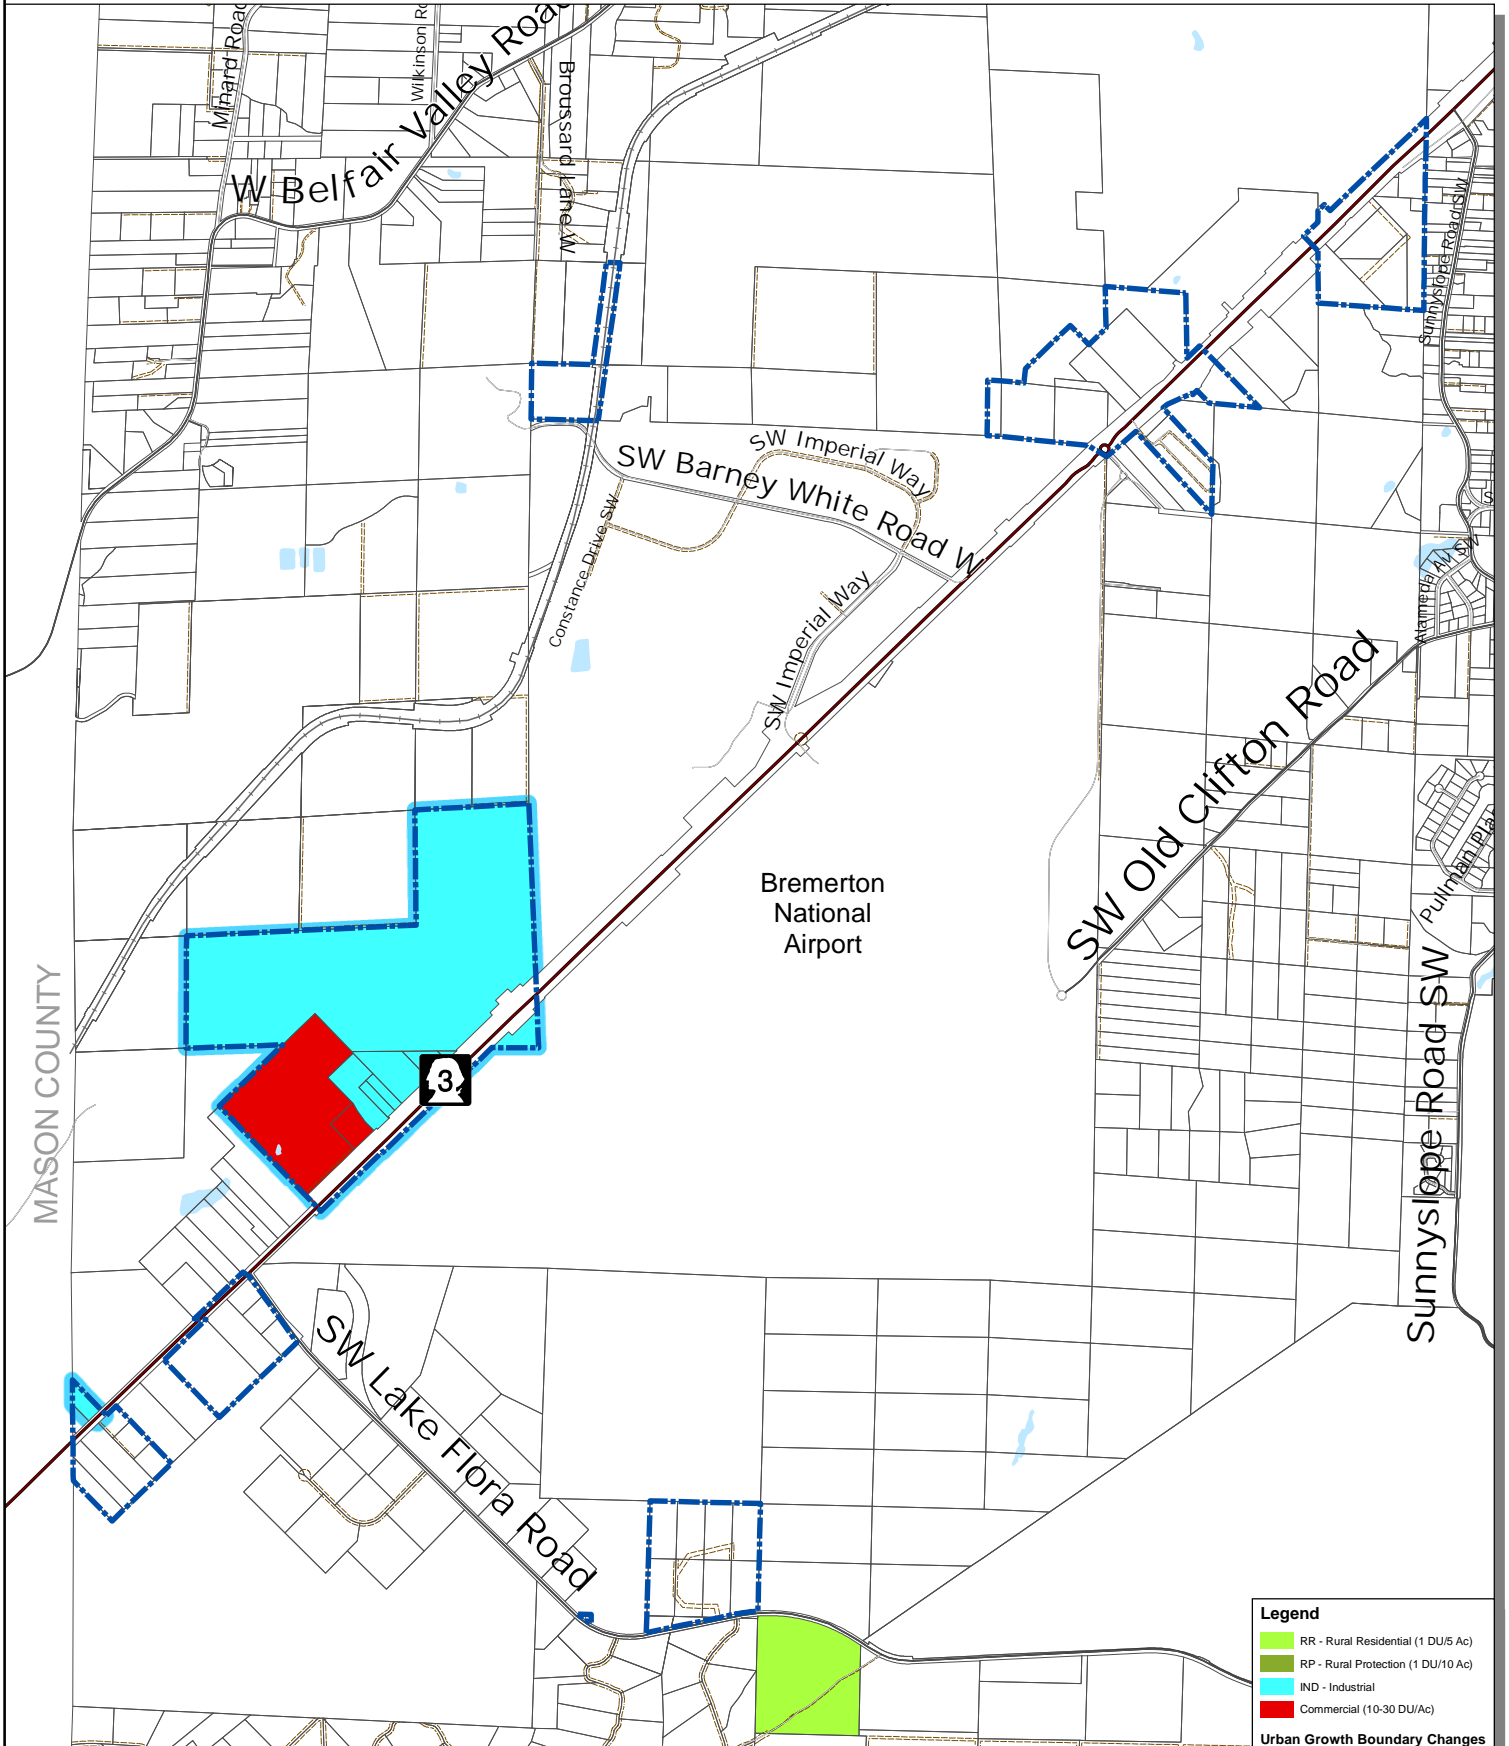 Minard Road
Wilkinson Rd
W Belfair Valley Road
Broussard Lane W
Sunnyslope Road SW
SW Imperial Way
SW Barney White Road W
Constance Drive SW
SW Imperial Way
Alameda Av SW
S
SW Old Clifton Road
Pullman Pla
Bremerton
National
Airport
MASON COUNTY
3
Sunnyslope Road SW
SW Lake Flora Road
Legend
RR - Rural Residential (1 DU/5 Ac)
RP - Rural Protection (1 DU/10 Ac)
IND - Industrial
Commercial (10-30 DU/Ac)
Urban Growth Boundary Changes